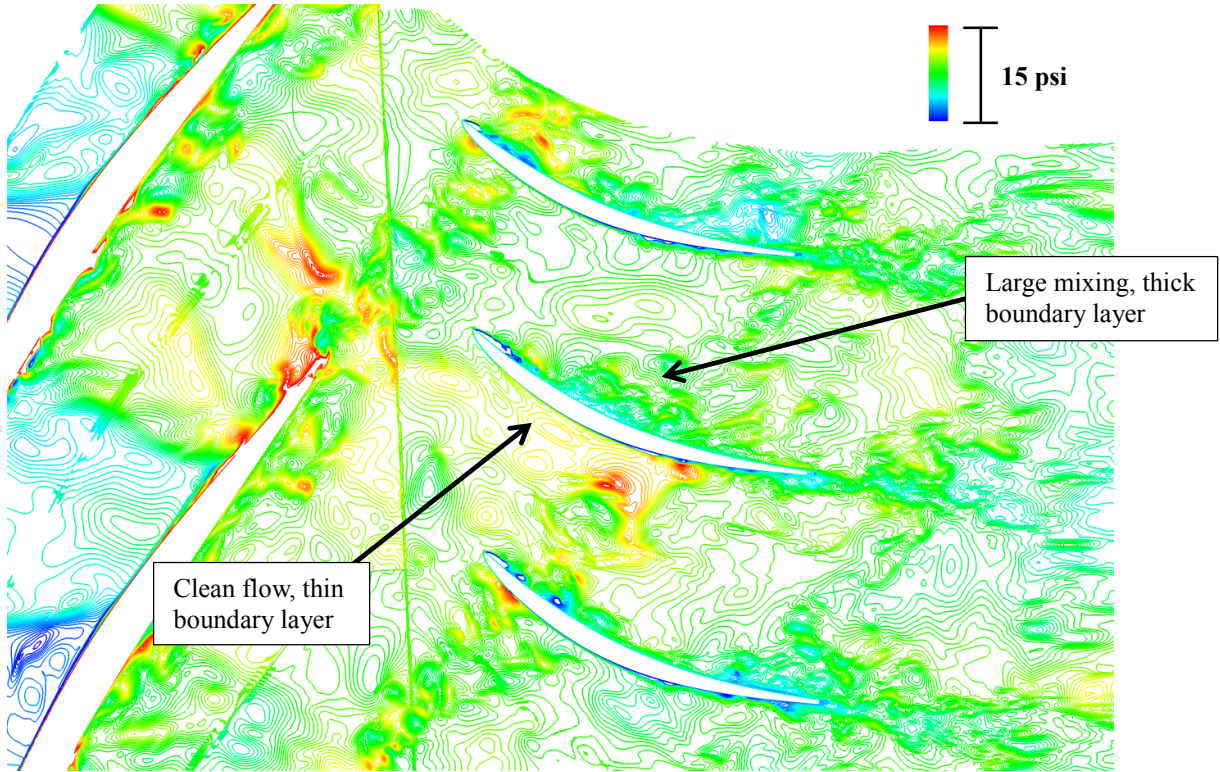 15 psi
Large mixing, thick
boundary layer
Clean flow, thin
boundary layer